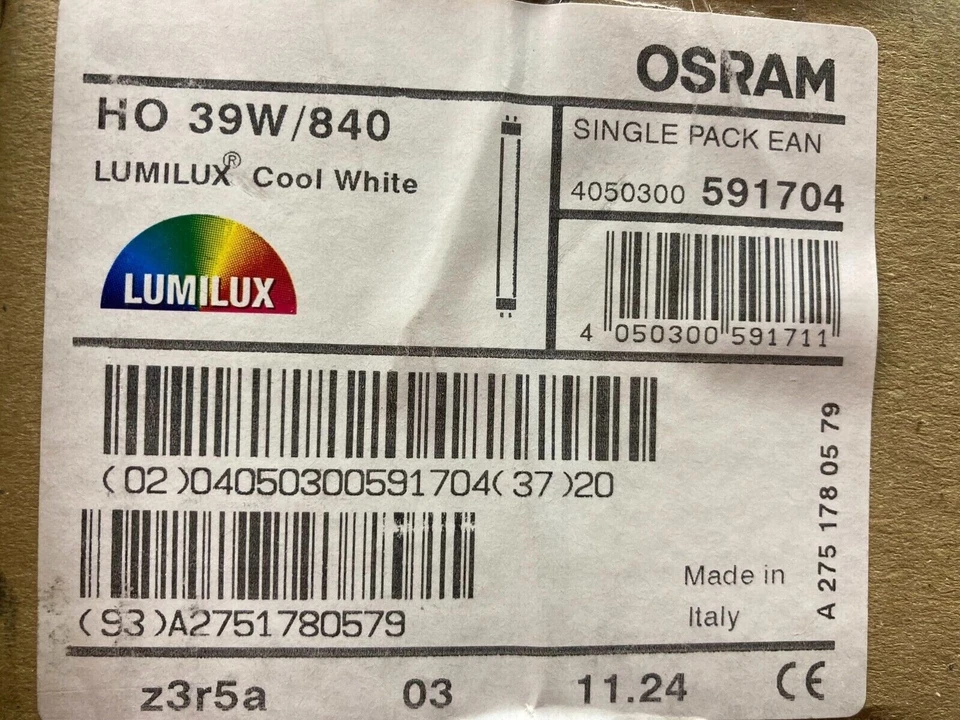 OSRAM
HO 39W/840
LUMILUX® Cool White
LUMILUX
SINGLE PACK EAN
4050300 591704
4 050300 591711
(02)04050300591704(37)20
(93)A2751780579
A 275 178 05 79
Made in
Italy
z3r5a 03 11.24 CE